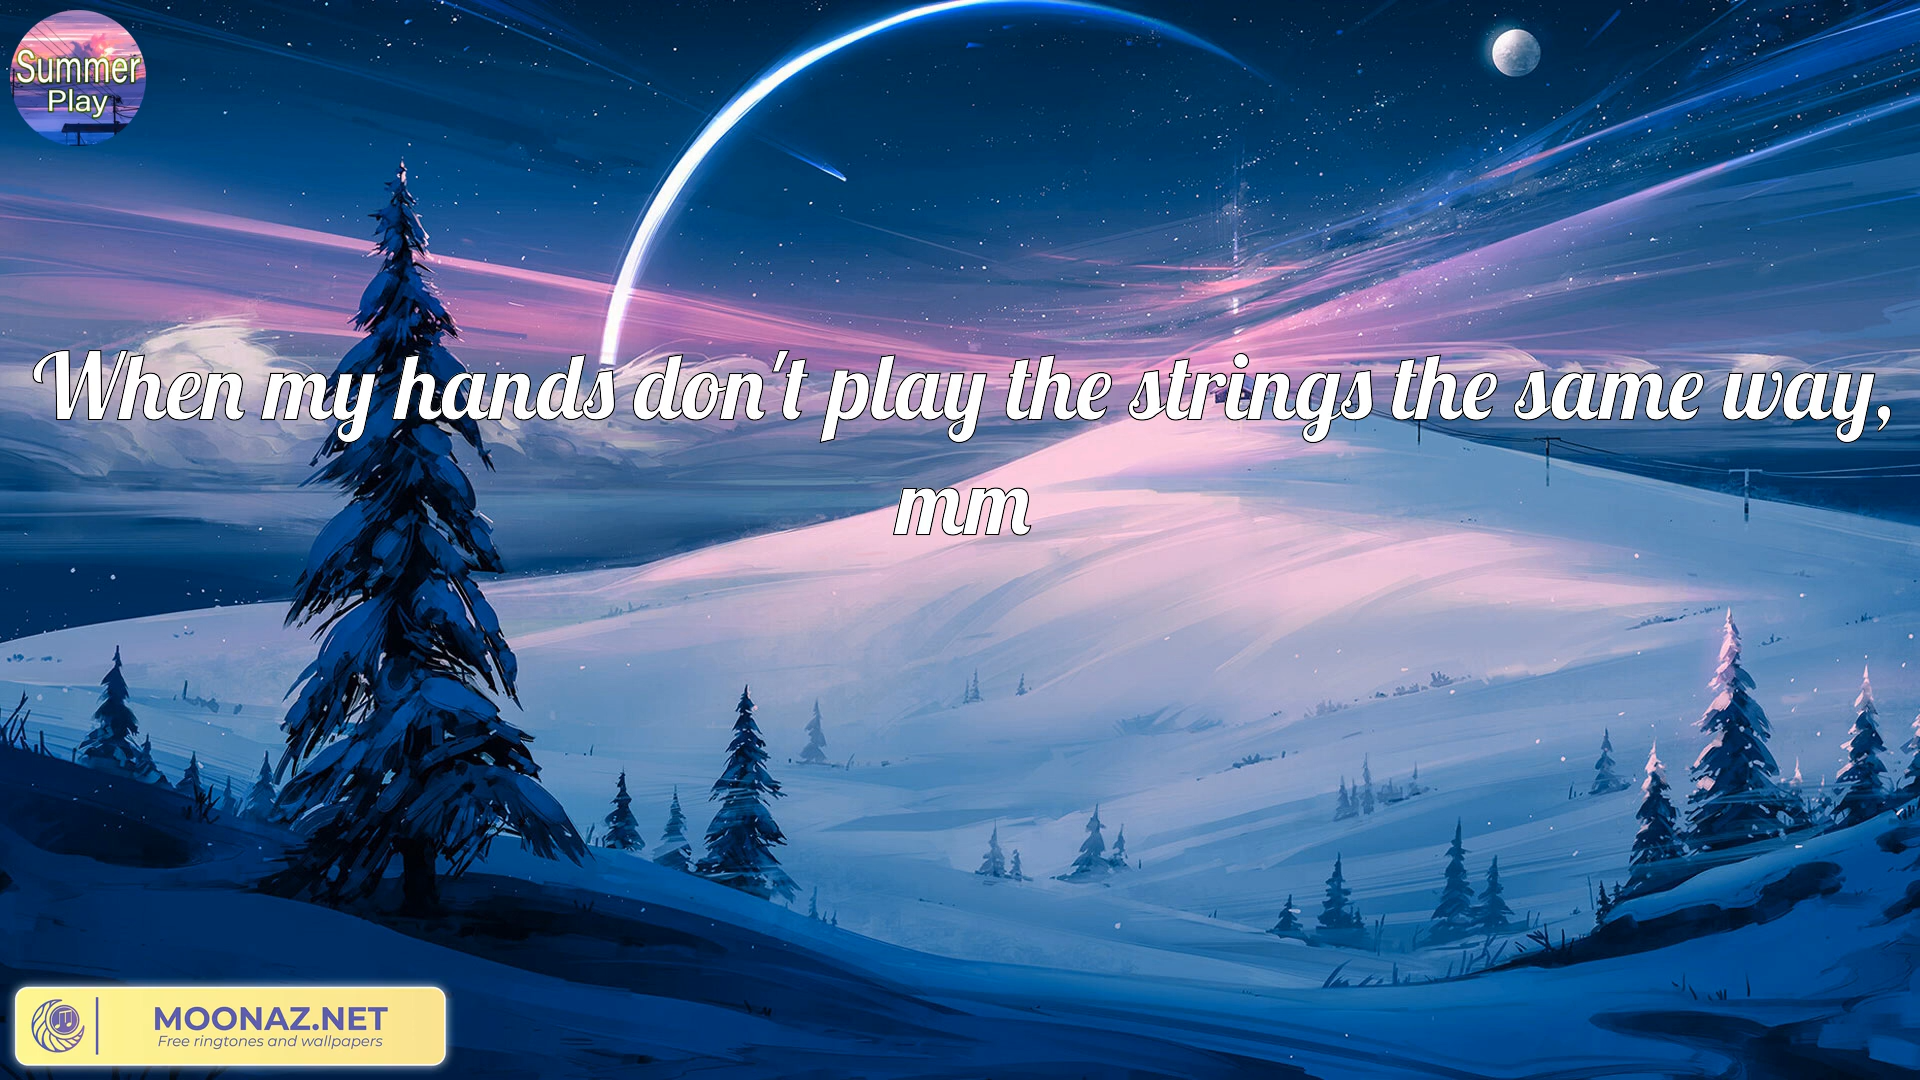 Summer
Play
When my hands don't play the strings the same way,
mm
MOONAZ.NET
Free ringtones and wallpapers